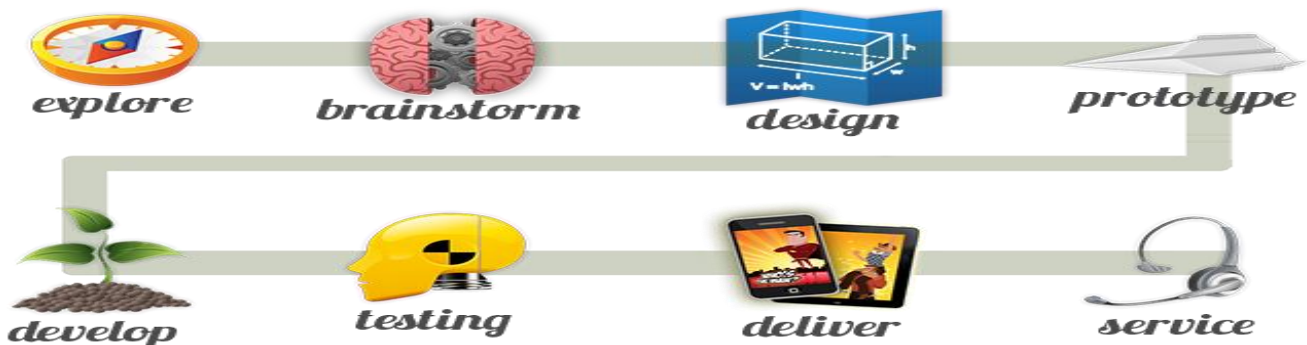 explore
brainstorm
V = lwh
l
w
h
design
prototype
develop
testing
deliver
service